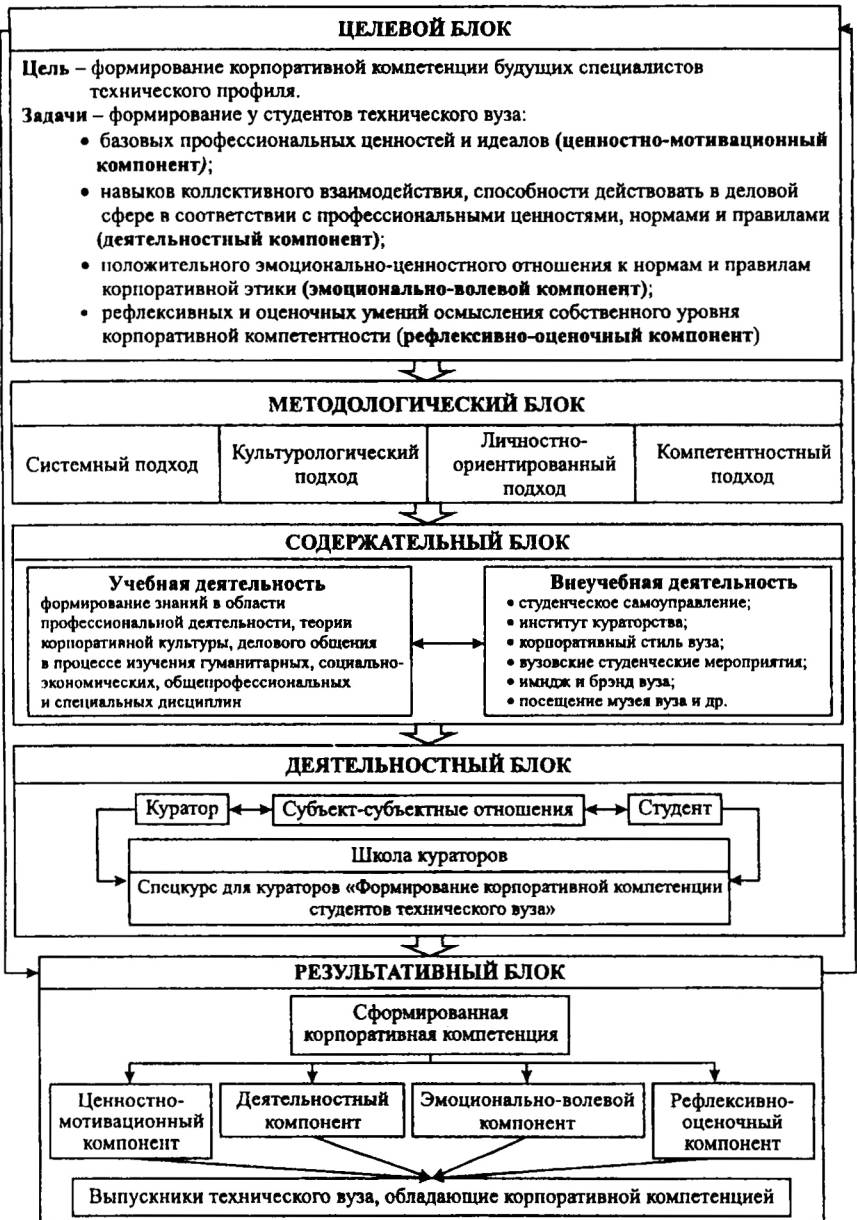 ЦЕЛЕВОЙ БЛОК
Цель – формирование корпоративной компетенции будущих специалистов
технического профиля.
Задачи – формирование у студентов технического вуза:
• базовых профессиональных ценностей и идеалов (ценностно-мотивационный
компонент);
• навыков коллективного взаимодействия, способности действовать в деловой
сфере в соответствии с профессиональными ценностями, нормами и правилами
(деятельностный компонент);
• положительного эмоционально-ценностного отношения к нормам и правилам
корпоративной этики (эмоционально-волевой компонент);
• рефлексивных и оценочных умений осмысления собственного уровня
корпоративной компетентности (рефлексивно-оценочный компонент)
МЕТОДОЛОГИЧЕСКИЙ БЛОК
Системный подход
Культурологический
подход
Личностно-
ориентированный
подход
Компетентностный
подход
СОДЕРЖАТЕЛЬНЫЙ БЛОК
Учебная деятельность
формирование знаний в области
профессиональной деятельности, теории
корпоративной культуры, делового общения
в процессе изучения гуманитарных, социально-
экономических, общепрофессиональных
и специальных дисциплин
Внеучебная деятельность
• студенческое самоуправление;
• институт кураторства;
• корпоративный стиль вуза;
• вузовские студенческие мероприятия;
• имидж и брэнд вуза;
• посещение музея вуза и др.
ДЕЯТЕЛЬНОСТНЫЙ БЛОК
Куратор
Субъект-субъектные отношения
Студент
Школа кураторов
Спецкурс для кураторов «Формирование корпоративной компетенции
студентов технического вуза»
РЕЗУЛЬТАТИВНЫЙ БЛОК
Сформированная
корпоративная компетенция
Ценностно-
мотивационный
компонент
Деятельностный
компонент
Эмоционально-волевой
компонент
Рефлексивно-
оценочный
компонент
Выпускники технического вуза, обладающие корпоративной компетенцией